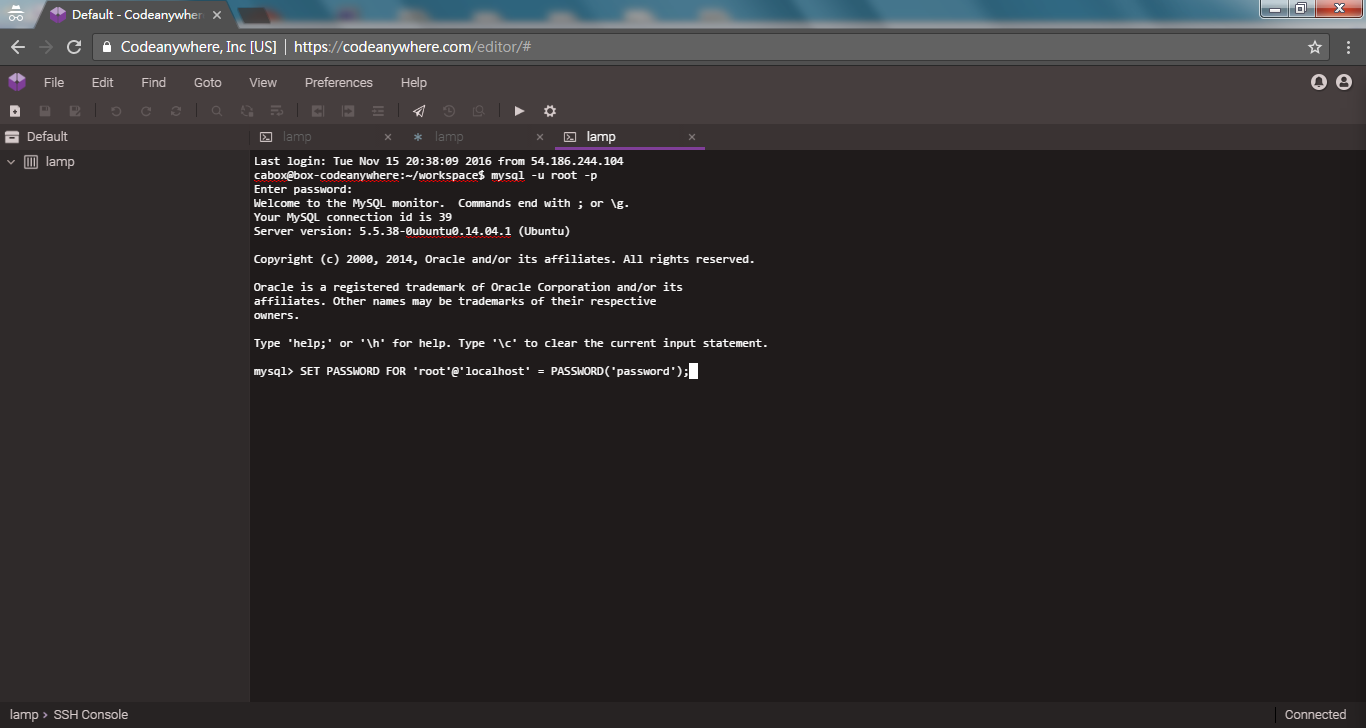 Default - Codeanywher
Codeanywhere, Inc [US] | https://codeanywhere.com/editor/#
File Edit Find Goto View Preferences Help
Default
lamp
lamp
lamp
lamp
Last login: Tue Nov 15 20:38:09 2016 from 54.186.244.104
cabox@box-codeanywhere:~/workspace$ mysql -u root -p
Enter password:
Welcome to the MySQL monitor.  Commands end with ; or \g.
Your MySQL connection id is 39
Server version: 5.5.38-0ubuntu0.14.04.1 (Ubuntu)
Copyright (c) 2000, 2014, Oracle and/or its affiliates. All rights reserved.
Oracle is a registered trademark of Oracle Corporation and/or its
affiliates. Other names may be trademarks of their respective
owners.
Type 'help;' or '\h' for help. Type '\c' to clear the current input statement.
mysql> SET PASSWORD FOR 'root'@'localhost' = PASSWORD('password');
lamp › SSH Console
Connected